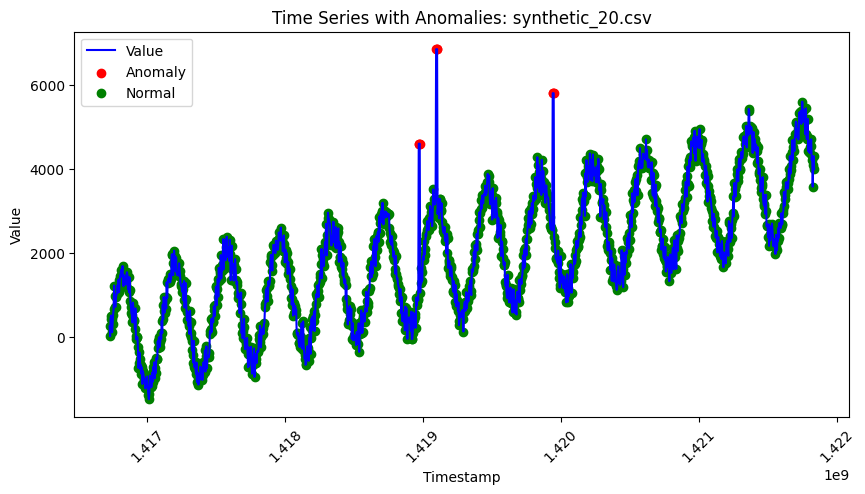 Time Series with Anomalies: synthetic_20.csv
Value
Anomaly
Normal
6000
4000
2000
0
Value
1.417
1.418
1.419
1.420
1.421
1.422
1e9
Timestamp